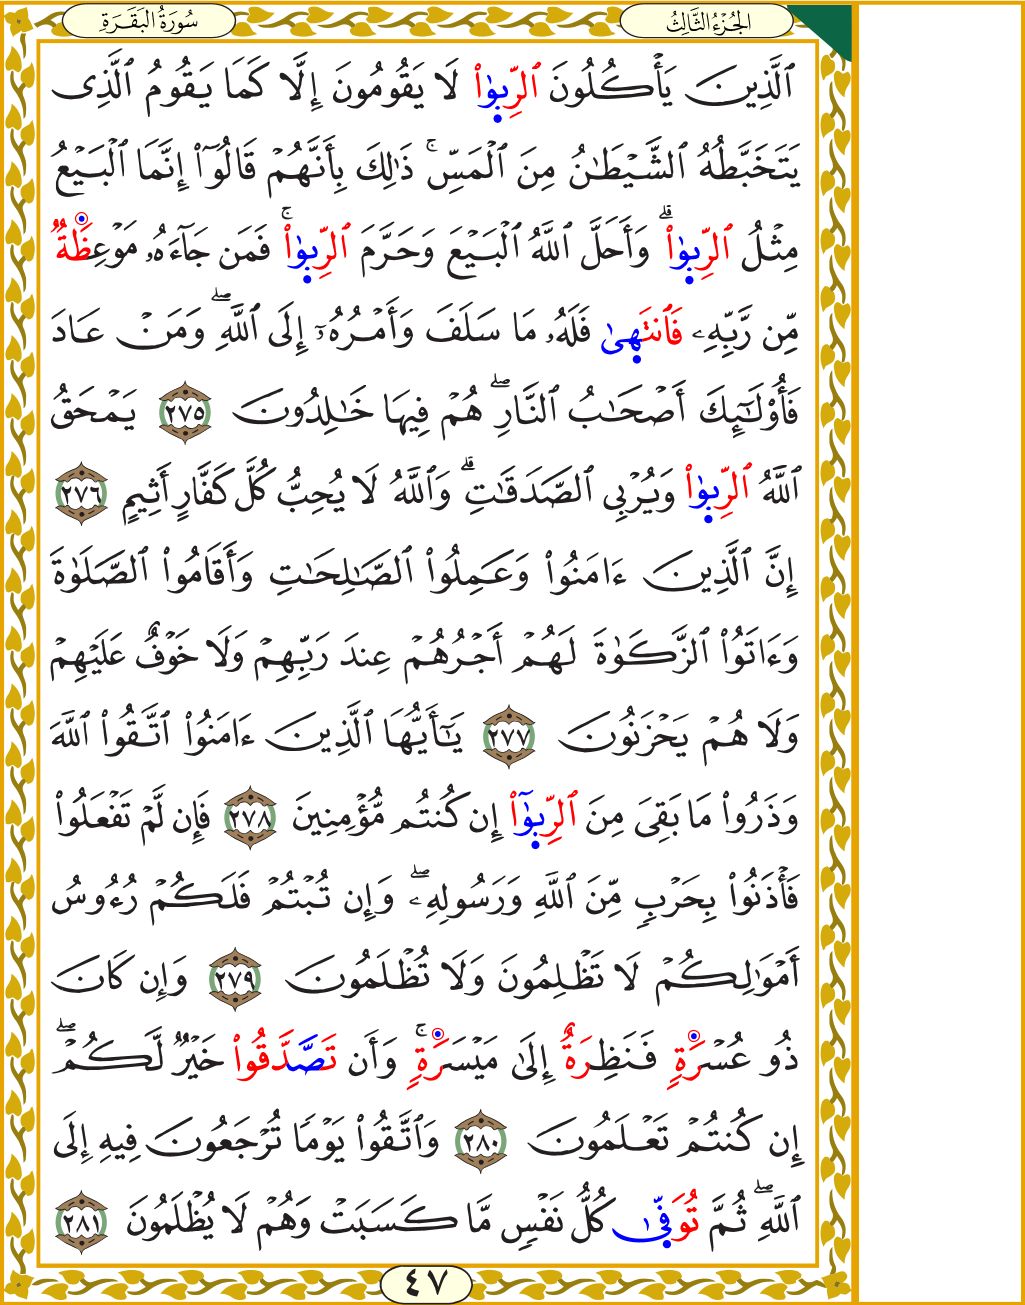 الجُزْءُ الثَّالِثُ
سُورَةُ الْبَقَرَةِ
ٱلَّذِينَ يَأْكُلُونَ ٱلرِّبَوٰا۟ لَا يَقُومُونَ إِلَّا كَمَا يَقُومُ ٱلَّذِى
يَتَخَبَّطُهُ ٱلشَّيْطَـٰنُ مِنَ ٱلْمَسِّ ۚ ذَٰلِكَ بِأَنَّهُمْ قَالُوٓا۟ إِنَّمَا ٱلْبَيْعُ
مِثْلُ ٱلرِّبَوٰا۟ ۗ وَأَحَلَّ ٱللَّهُ ٱلْبَيْعَ وَحَرَّمَ ٱلرِّبَوٰا۟ ۚ فَمَن جَآءَهُۥ مَوْعِظَةٌ
مِّن رَّبِّهِۦ فَٱنتَهَىٰ فَلَهُۥ مَا سَلَفَ وَأَمْرُهُۥٓ إِلَى ٱللَّهِ ۖ وَمَنْ عَادَ
فَأُو۟لَـٰٓئِكَ أَصْحَـٰبُ ٱلنَّارِ ۖ هُمْ فِيهَا خَـٰلِدُونَ ٢٧٥ يَمْحَقُ
ٱللَّهُ ٱلرِّبَوٰا۟ وَيُرْبِى ٱلصَّدَقَـٰتِ ۗ وَٱللَّهُ لَا يُحِبُّ كُلَّ كَفَّارٍ أَثِيمٍ ٢٧٦
إِنَّ ٱلَّذِينَ ءَامَنُوا۟ وَعَمِلُوا۟ ٱلصَّـٰلِحَـٰتِ وَأَقَامُوا۟ ٱلصَّلَوٰةَ
وَءَاتَوُا۟ ٱلزَّكَوٰةَ لَهُمْ أَجْرُهُمْ عِندَ رَبِّهِمْ وَلَا خَوْفٌ عَلَيْهِمْ
وَلَا هُمْ يَحْزَنُونَ ٢٧٧ يَـٰٓأَيُّهَا ٱلَّذِينَ ءَامَنُوا۟ ٱتَّقُوا۟ ٱللَّهَ
وَذَرُوا۟ مَا بَقِىَ مِنَ ٱلرِّبَوٰٓا۟ إِن كُنتُم مُّؤْمِنِينَ ٢٧٨ فَإِن لَّمْ تَفْعَلُوا۟
فَأْذَنُوا۟ بِحَرْبٍ مِّنَ ٱللَّهِ وَرَسُولِهِۦ ۖ وَإِن تُبْتُمْ فَلَكُمْ رُءُوسُ
أَمْوَٰلِكُمْ لَا تَظْلِمُونَ وَلَا تُظْلَمُونَ ٢٧٩ وَإِن كَانَ
ذُو عُسْرَةٍ فَنَظِرَةٌ إِلَىٰ مَيْسَرَةٍ ۚ وَأَن تَصَّدَّقُوا۟ خَيْرٌ لَّكُمْ ۖ
إِن كُنتُمْ تَعْلَمُونَ ٢٨٠ وَٱتَّقُوا۟ يَوْمًا تُرْجَعُونَ فِيهِ إِلَى
ٱللَّهِ ۖ ثُمَّ تُوَفَّىٰ كُلُّ نَفْسٍ مَّا كَسَبَتْ وَهُمْ لَا يُظْلَمُونَ ٢٨١
٤٧